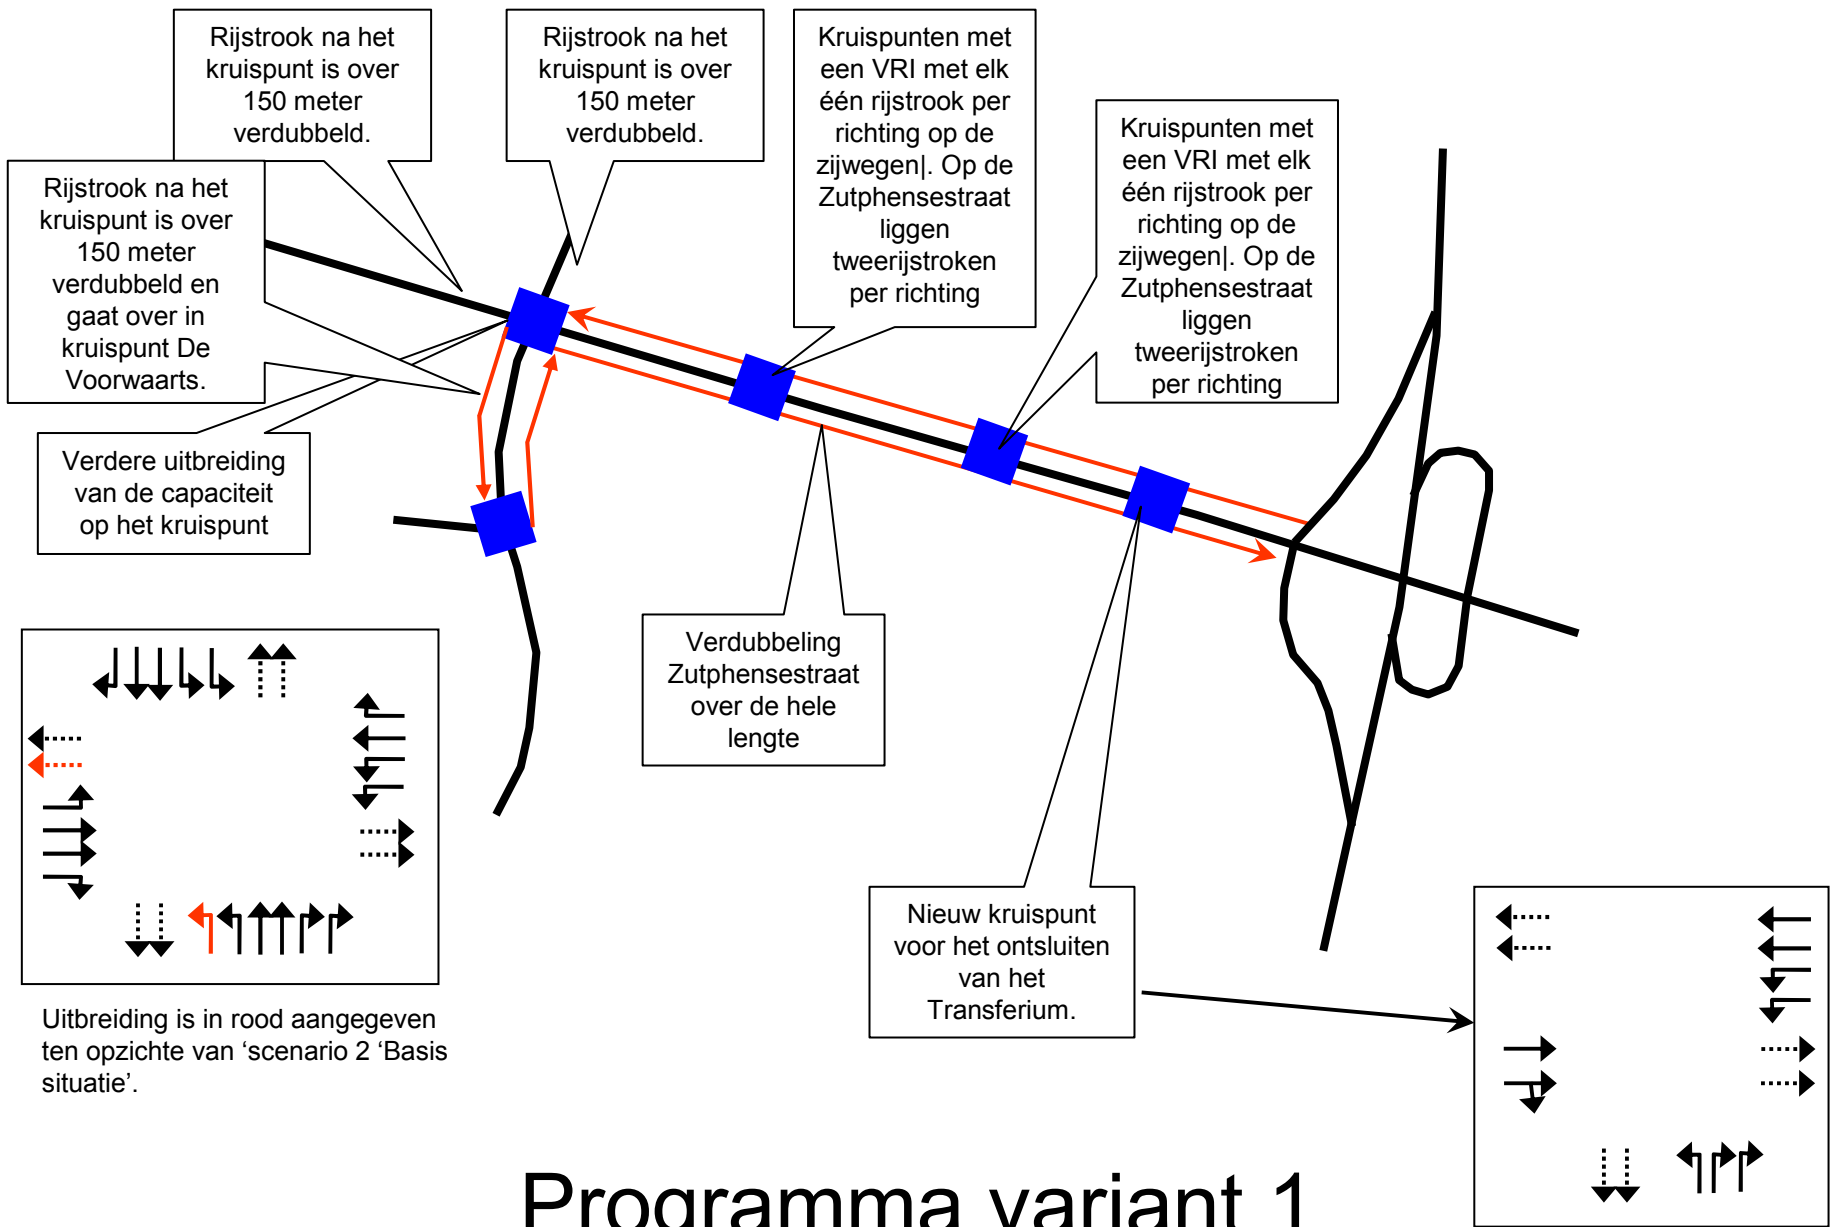 Rijstrook na het
kruispunt is over
150 meter
verdubbeld.
Rijstrook na het
kruispunt is over
150 meter
verdubbeld.
Kruispunten met
een VRI met elk
één rijstrook per
richting op de
zijwegen|. Op de
Zutphensestraat
liggen
tweerijstroken
per richting
Kruispunten met
een VRI met elk
één rijstrook per
richting op de
zijwegen|. Op de
Zutphensestraat
liggen
tweerijstroken
per richting
Rijstrook na het
kruispunt is over
150 meter
verdubbeld en
gaat over in
kruispunt De
Voorwaarts.
Verdere uitbreiding
van de capaciteit
op het kruispunt
Verdubbeling
Zutphensestraat
over de hele
lengte
Nieuw kruispunt
voor het ontsluiten
van het
Transferium.
Uitbreiding is in rood aangegeven
ten opzichte van ‘scenario 2 ‘Basis
situatie’.
Programma variant 1